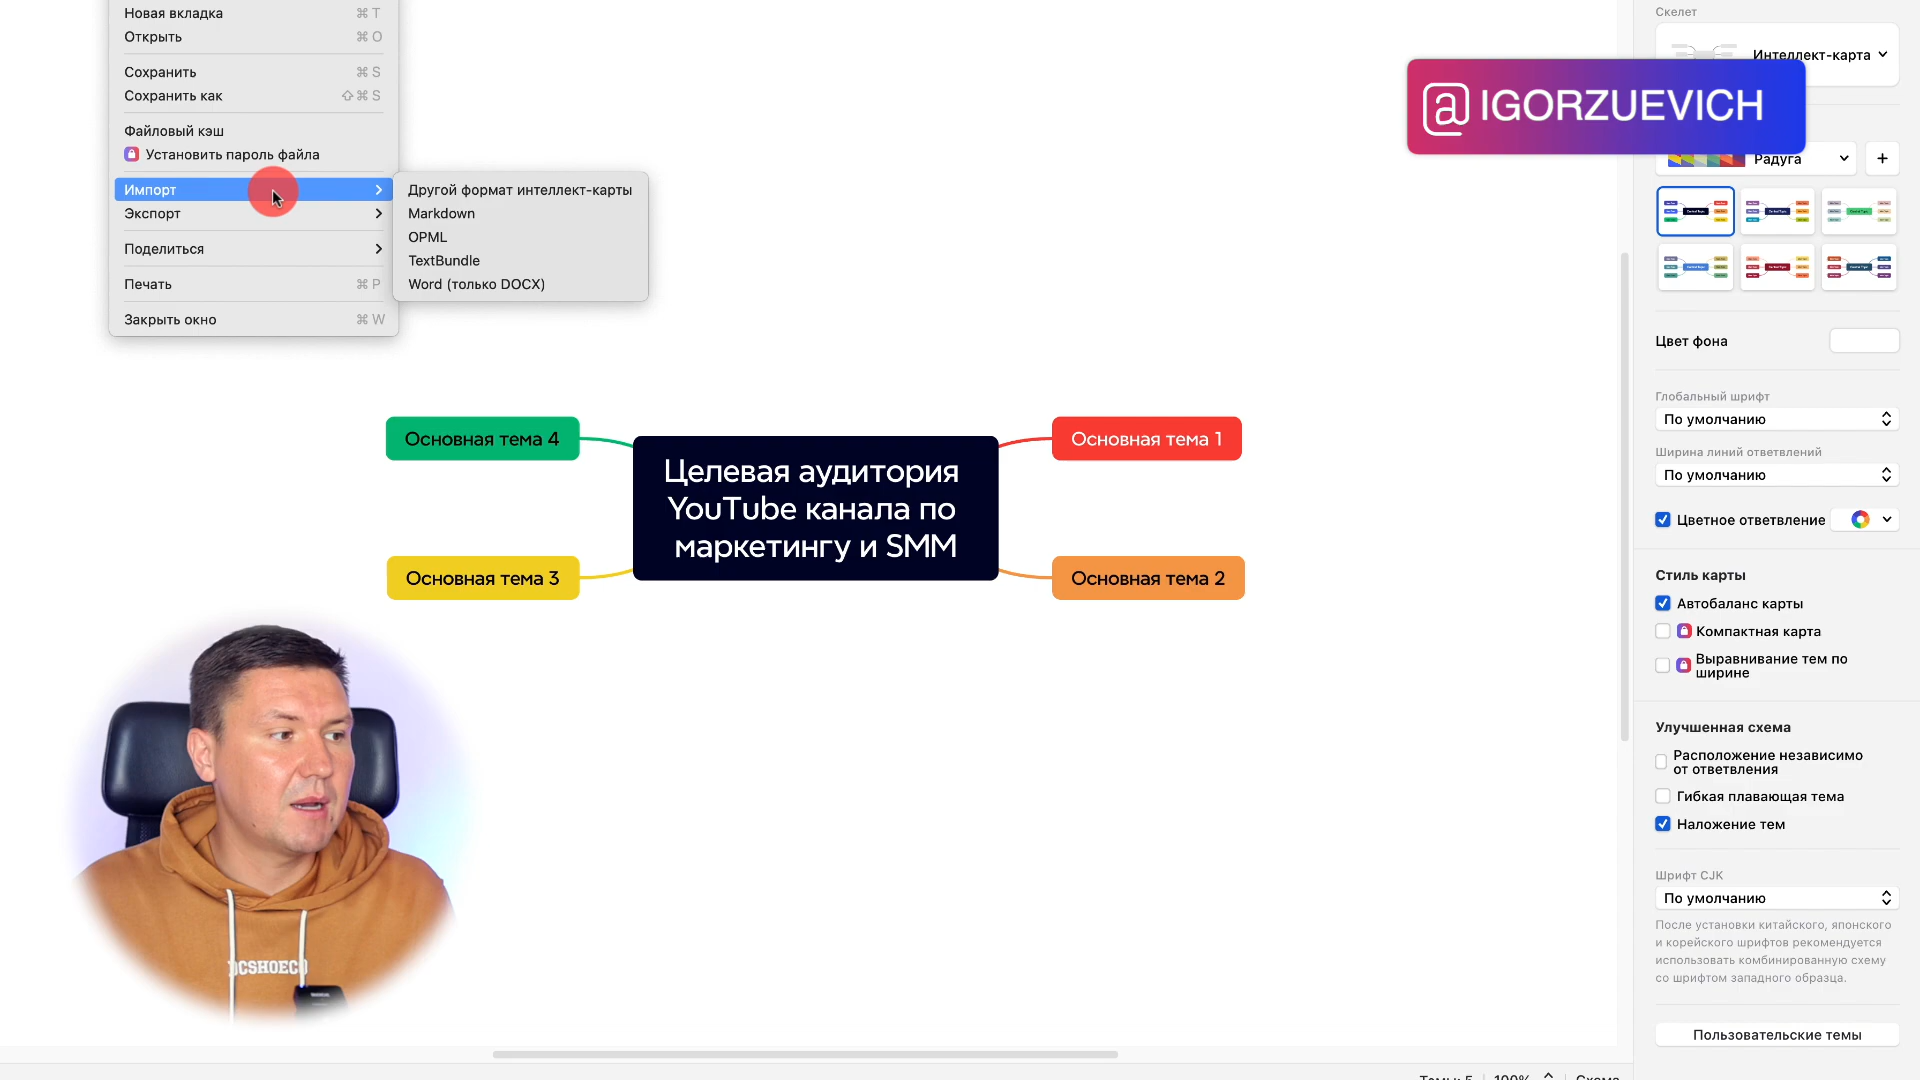 Новая вкладка ⌘ T
Открыть ⌘ O
Сохранить ⌘ S
Сохранить как ⇧⌘ S
Файловый кэш
Установить пароль файла
Импорт
Экспорт
Поделиться
Печать ⌘ P
Закрыть окно ⌘ W
Другой формат интеллект-карты
Markdown
OPML
TextBundle
Word (только DOCX)
Основная тема 4
Основная тема 3
Целевая аудитория
YouTube канала по
маркетингу и SMM
Основная тема 1
Основная тема 2
DCSHOECO
Скелет
Интеллект-карта
@IGORZUEVICH
Радуга
+
Цвет фона
Глобальный шрифт
По умолчанию
Ширина линий ответвлений
По умолчанию
Цветное ответвление
Стиль карты
Автобаланс карты
Компактная карта
Выравнивание тем по
ширине
Улучшенная схема
Расположение независимо
от ответвления
Гибкая плавающая тема
Наложение тем
Шрифт CJK
По умолчанию
После установки китайского, японского
и корейского шрифтов рекомендуется
использовать комбинированную схему
со шрифтом западного образца.
Пользовательские темы
Темы: 5 100% Схема